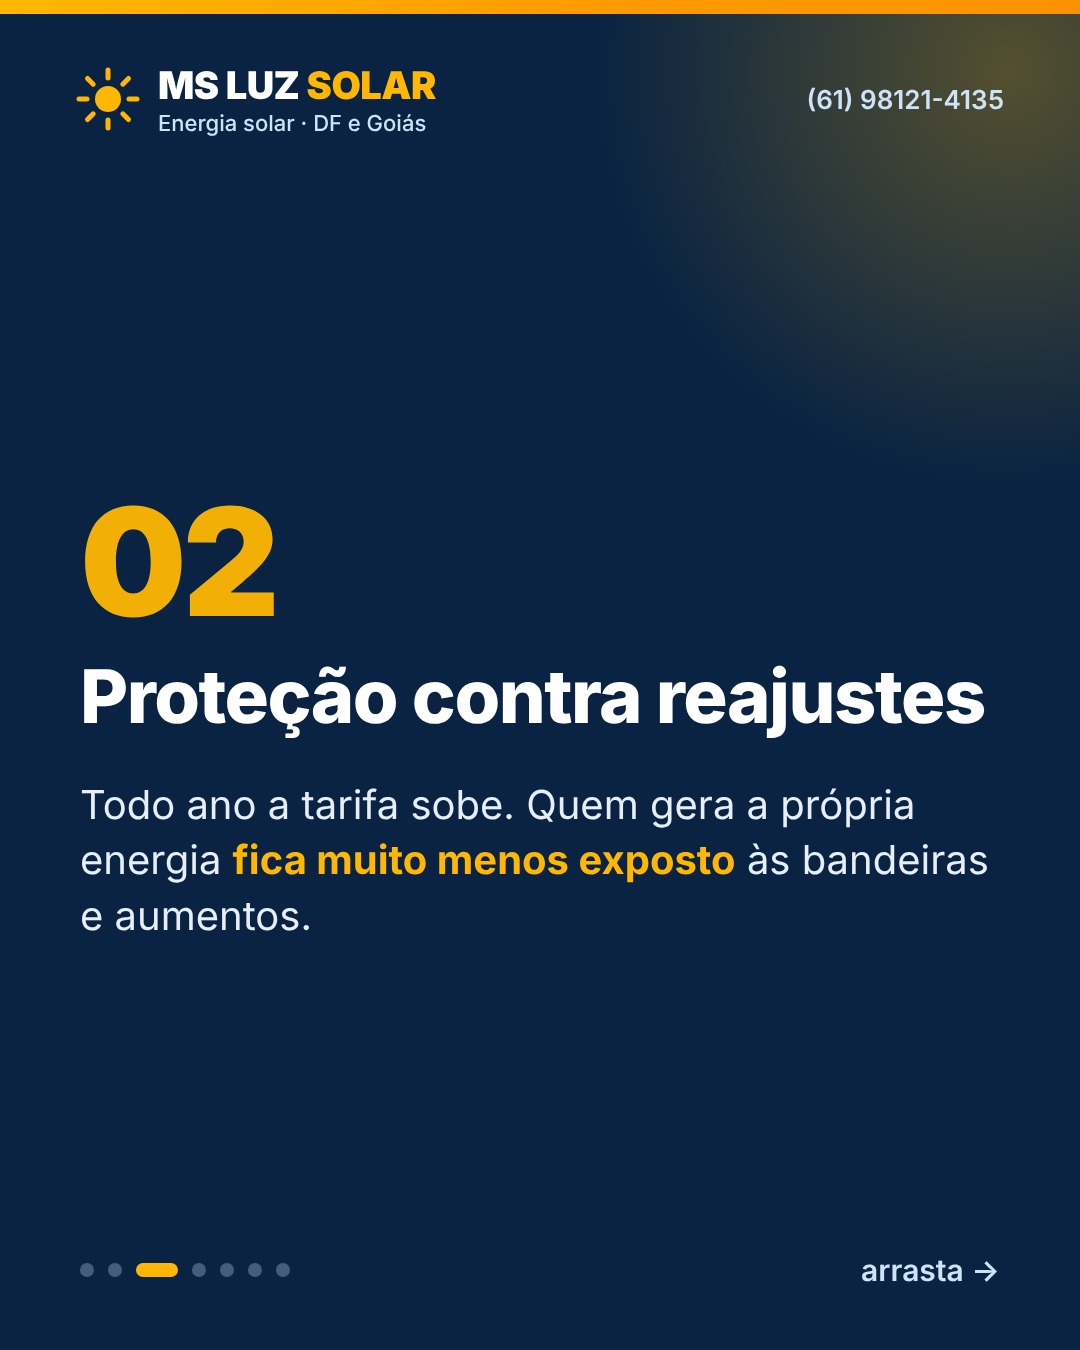 MS LUZ SOLAR
Energia solar · DF e Goiás
(61) 98121-4135
02
Proteção contra reajustes
Todo ano a tarifa sobe. Quem gera a própria
energia fica muito menos exposto às bandeiras
e aumentos.
arrasta →